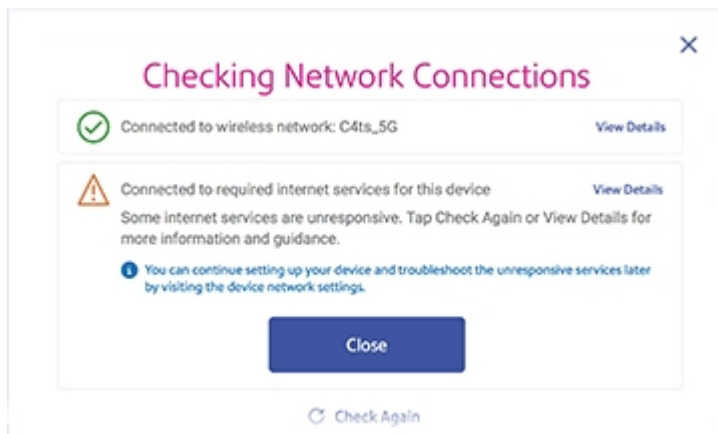 Checking Network Connections
Connected to wireless network: C4ts_5G
View Details
Connected to required internet services for this device
View Details
Some internet services are unresponsive. Tap Check Again or View Details for
more information and guidance.
You can continue setting up your device and troubleshoot the unresponsive services later
by visiting the device network settings.
Close
Check Again